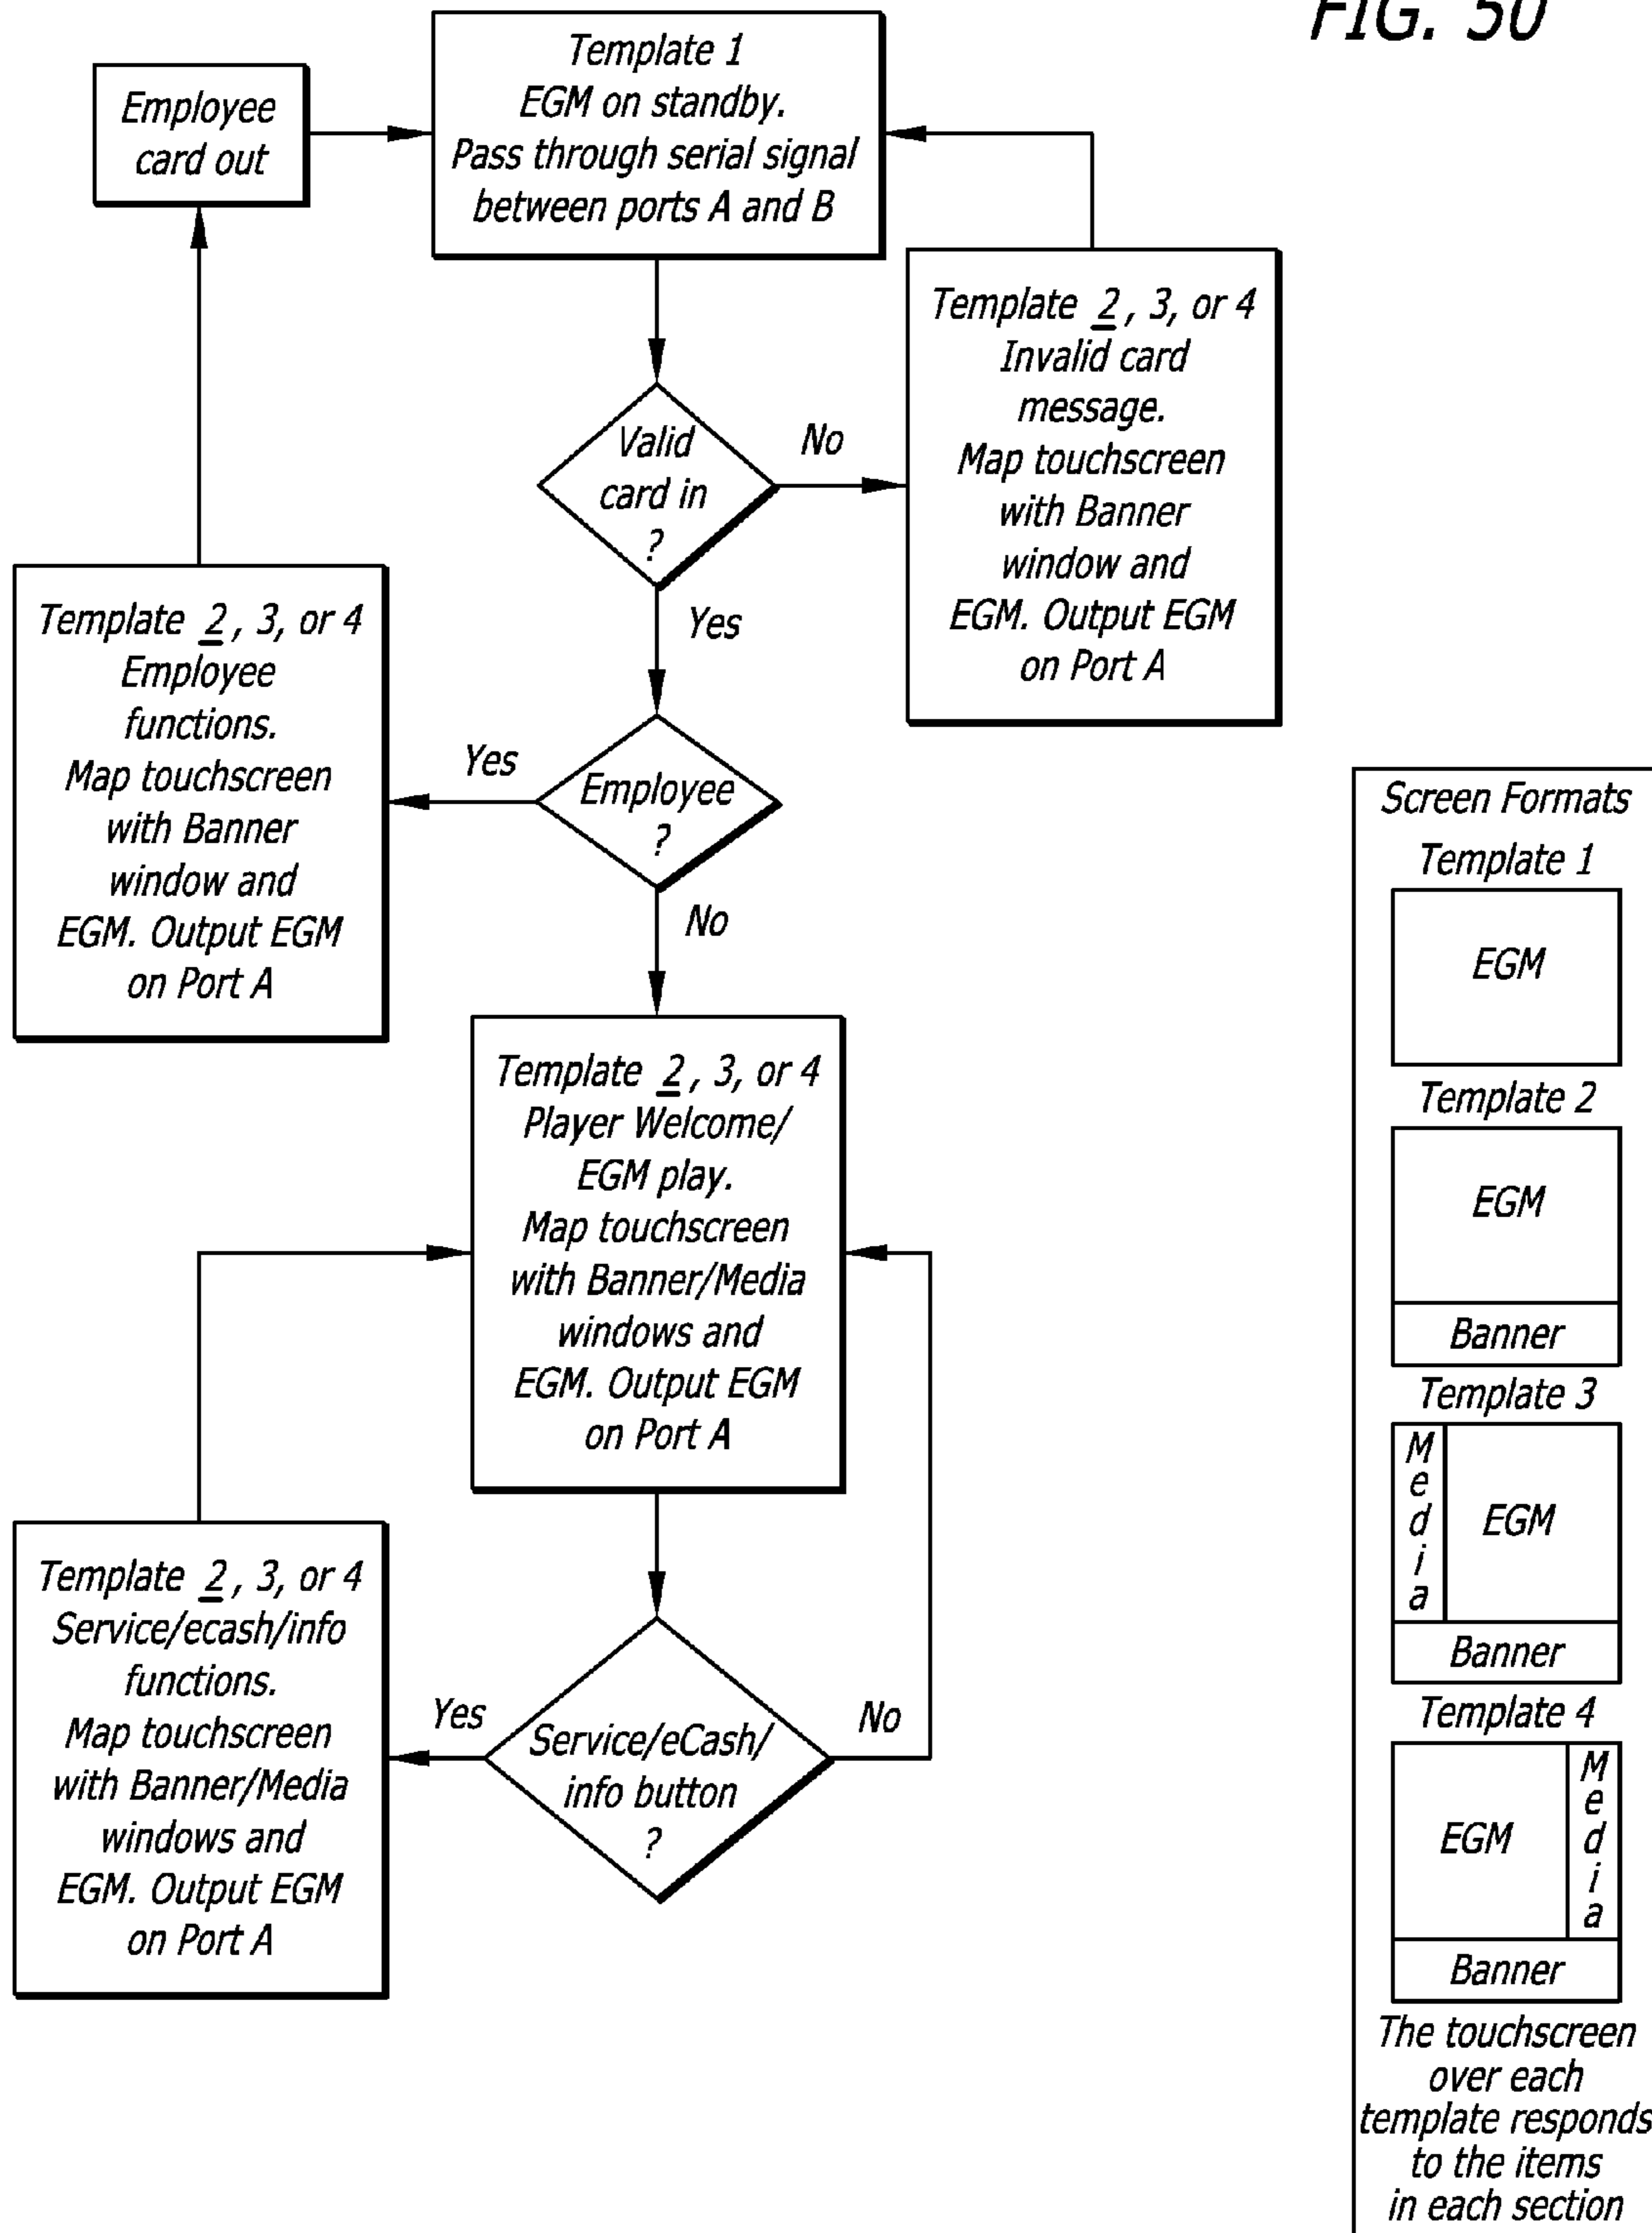 FIG. 50
Employee
card out
Template 1
EGM on standby.
Pass through serial signal
between ports A and B
Template 2, 3, or 4
Invalid card
message.
Map touchscreen
with Banner
window and
EGM. Output EGM
on Port A
Valid
card in
?
No
Yes
Template 2, 3, or 4
Employee
functions.
Map touchscreen
with Banner
window and
EGM. Output EGM
on Port A
Yes
Employee
?
No
Template 2, 3, or 4
Player Welcome/
EGM play.
Map touchscreen
with Banner/Media
windows and
EGM. Output EGM
on Port A
Template 2, 3, or 4
Service/ecash/info
functions.
Map touchscreen
with Banner/Media
windows and
EGM. Output EGM
on Port A
Yes
Service/eCash/
info button
?
No
Screen Formats
Template 1
EGM
Template 2
EGM
Banner
Template 3
Media
EGM
Banner
Template 4
EGM
Media
Banner
The touchscreen
over each
template responds
to the items
in each section